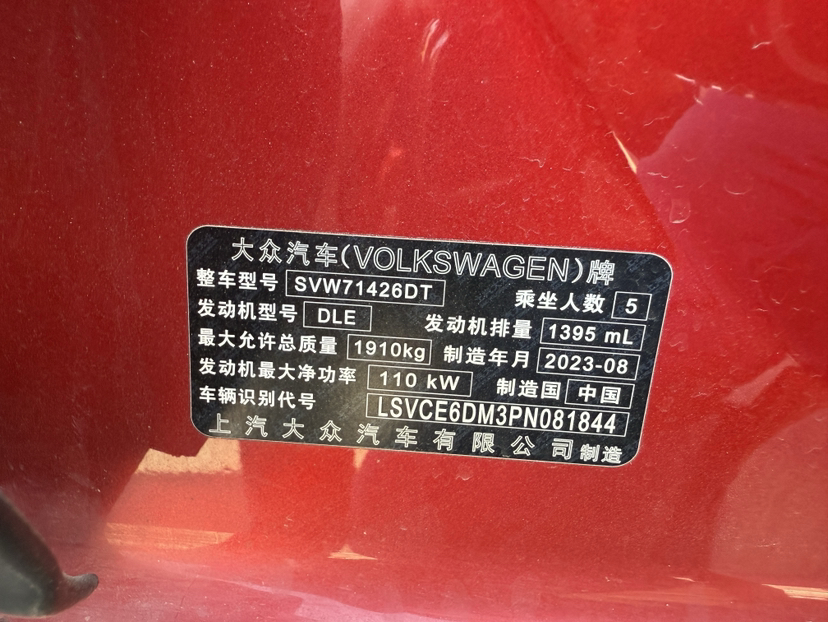 大众汽车(VOLKSWAGEN)牌
整车型号 SVW71426DT 乘坐人数 5
发动机型号 DLE 发动机排量 1395 mL
最大允许总质量 1910kg 制造年月 2023-08
发动机最大净功率 110 kW 制造国 中国
车辆识别代号 LSVCE6DM3PN081844
上汽大众汽车有限公司制造